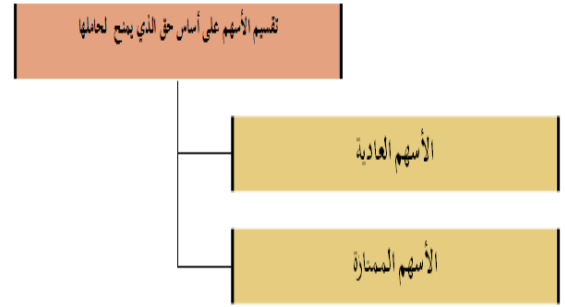 تقسيم الأسهم على أساس حق الذي يمنح لحاملها
الأسهم العادية
الأسهم الممتازة